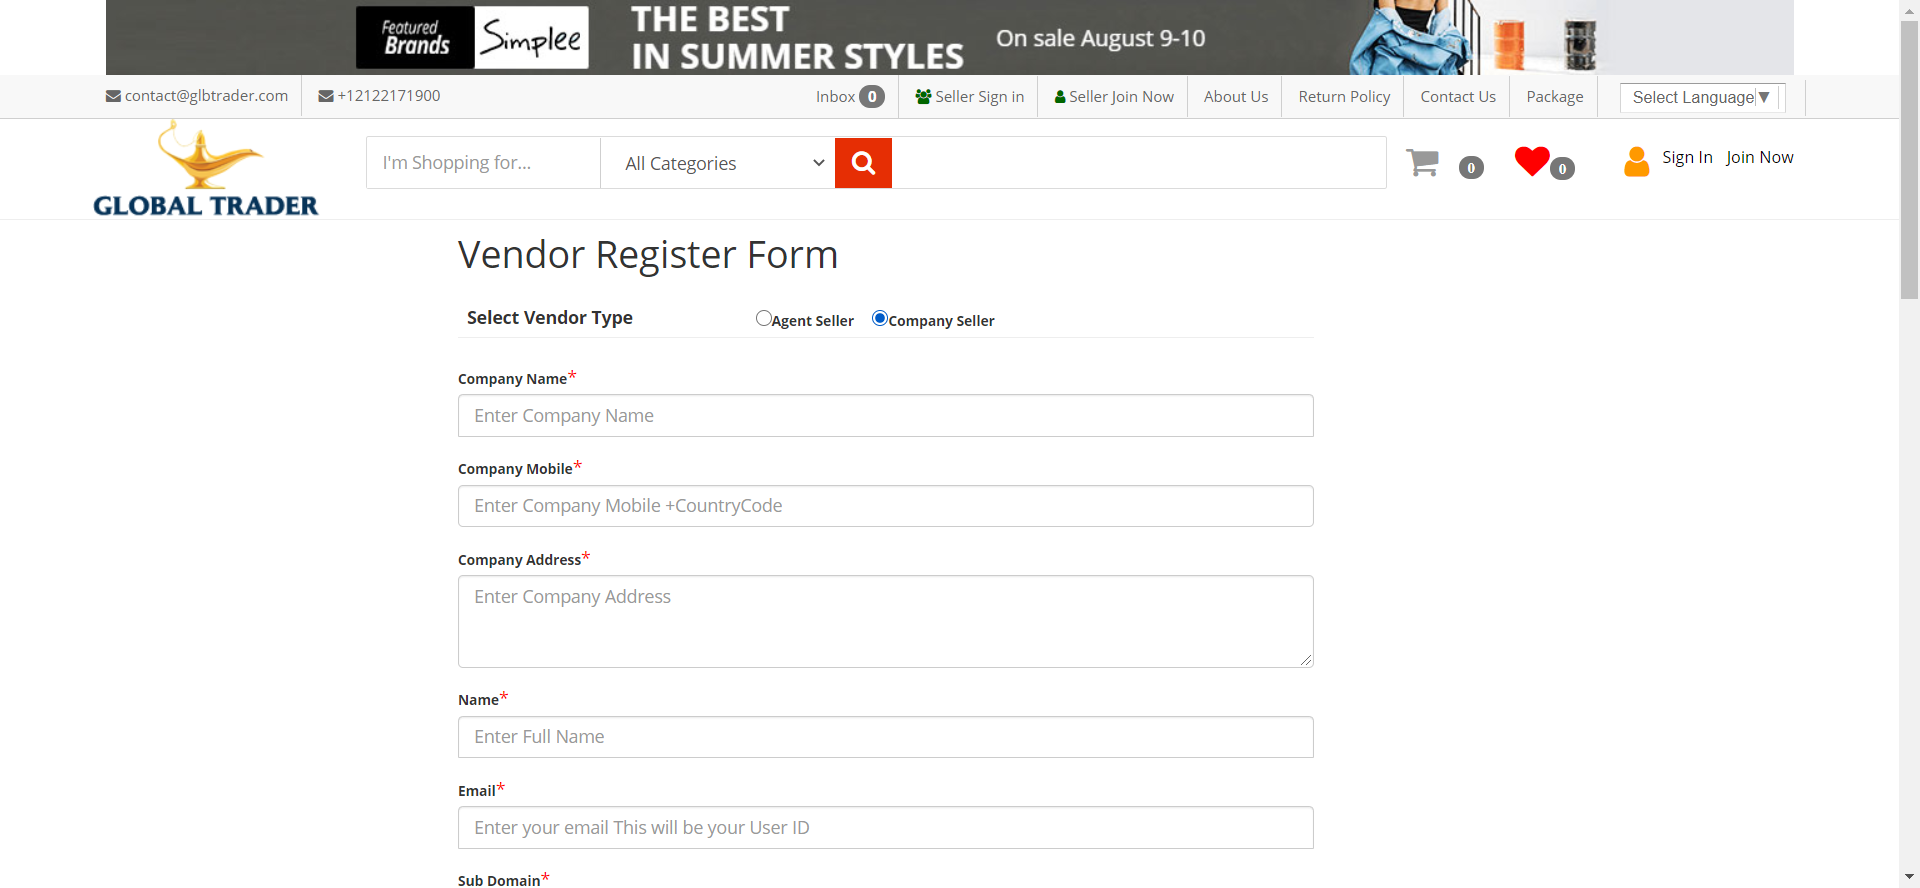 Featured Brands
Simplee
THE BEST
IN SUMMER STYLES
On sale August 9-10
contact@glbtrader.com
+12122171900
Inbox 0
Seller Sign in
Seller Join Now
About Us
Return Policy
Contact Us
Package
Select Language ▼
GLOBAL TRADER
I'm Shopping for...
All Categories
0
0
Sign In
Join Now
Vendor Register Form
Select Vendor Type
Agent Seller
Company Seller
Company Name*
Enter Company Name
Company Mobile*
Enter Company Mobile +CountryCode
Company Address*
Enter Company Address
Name*
Enter Full Name
Email*
Enter your email This will be your User ID
Sub Domain*